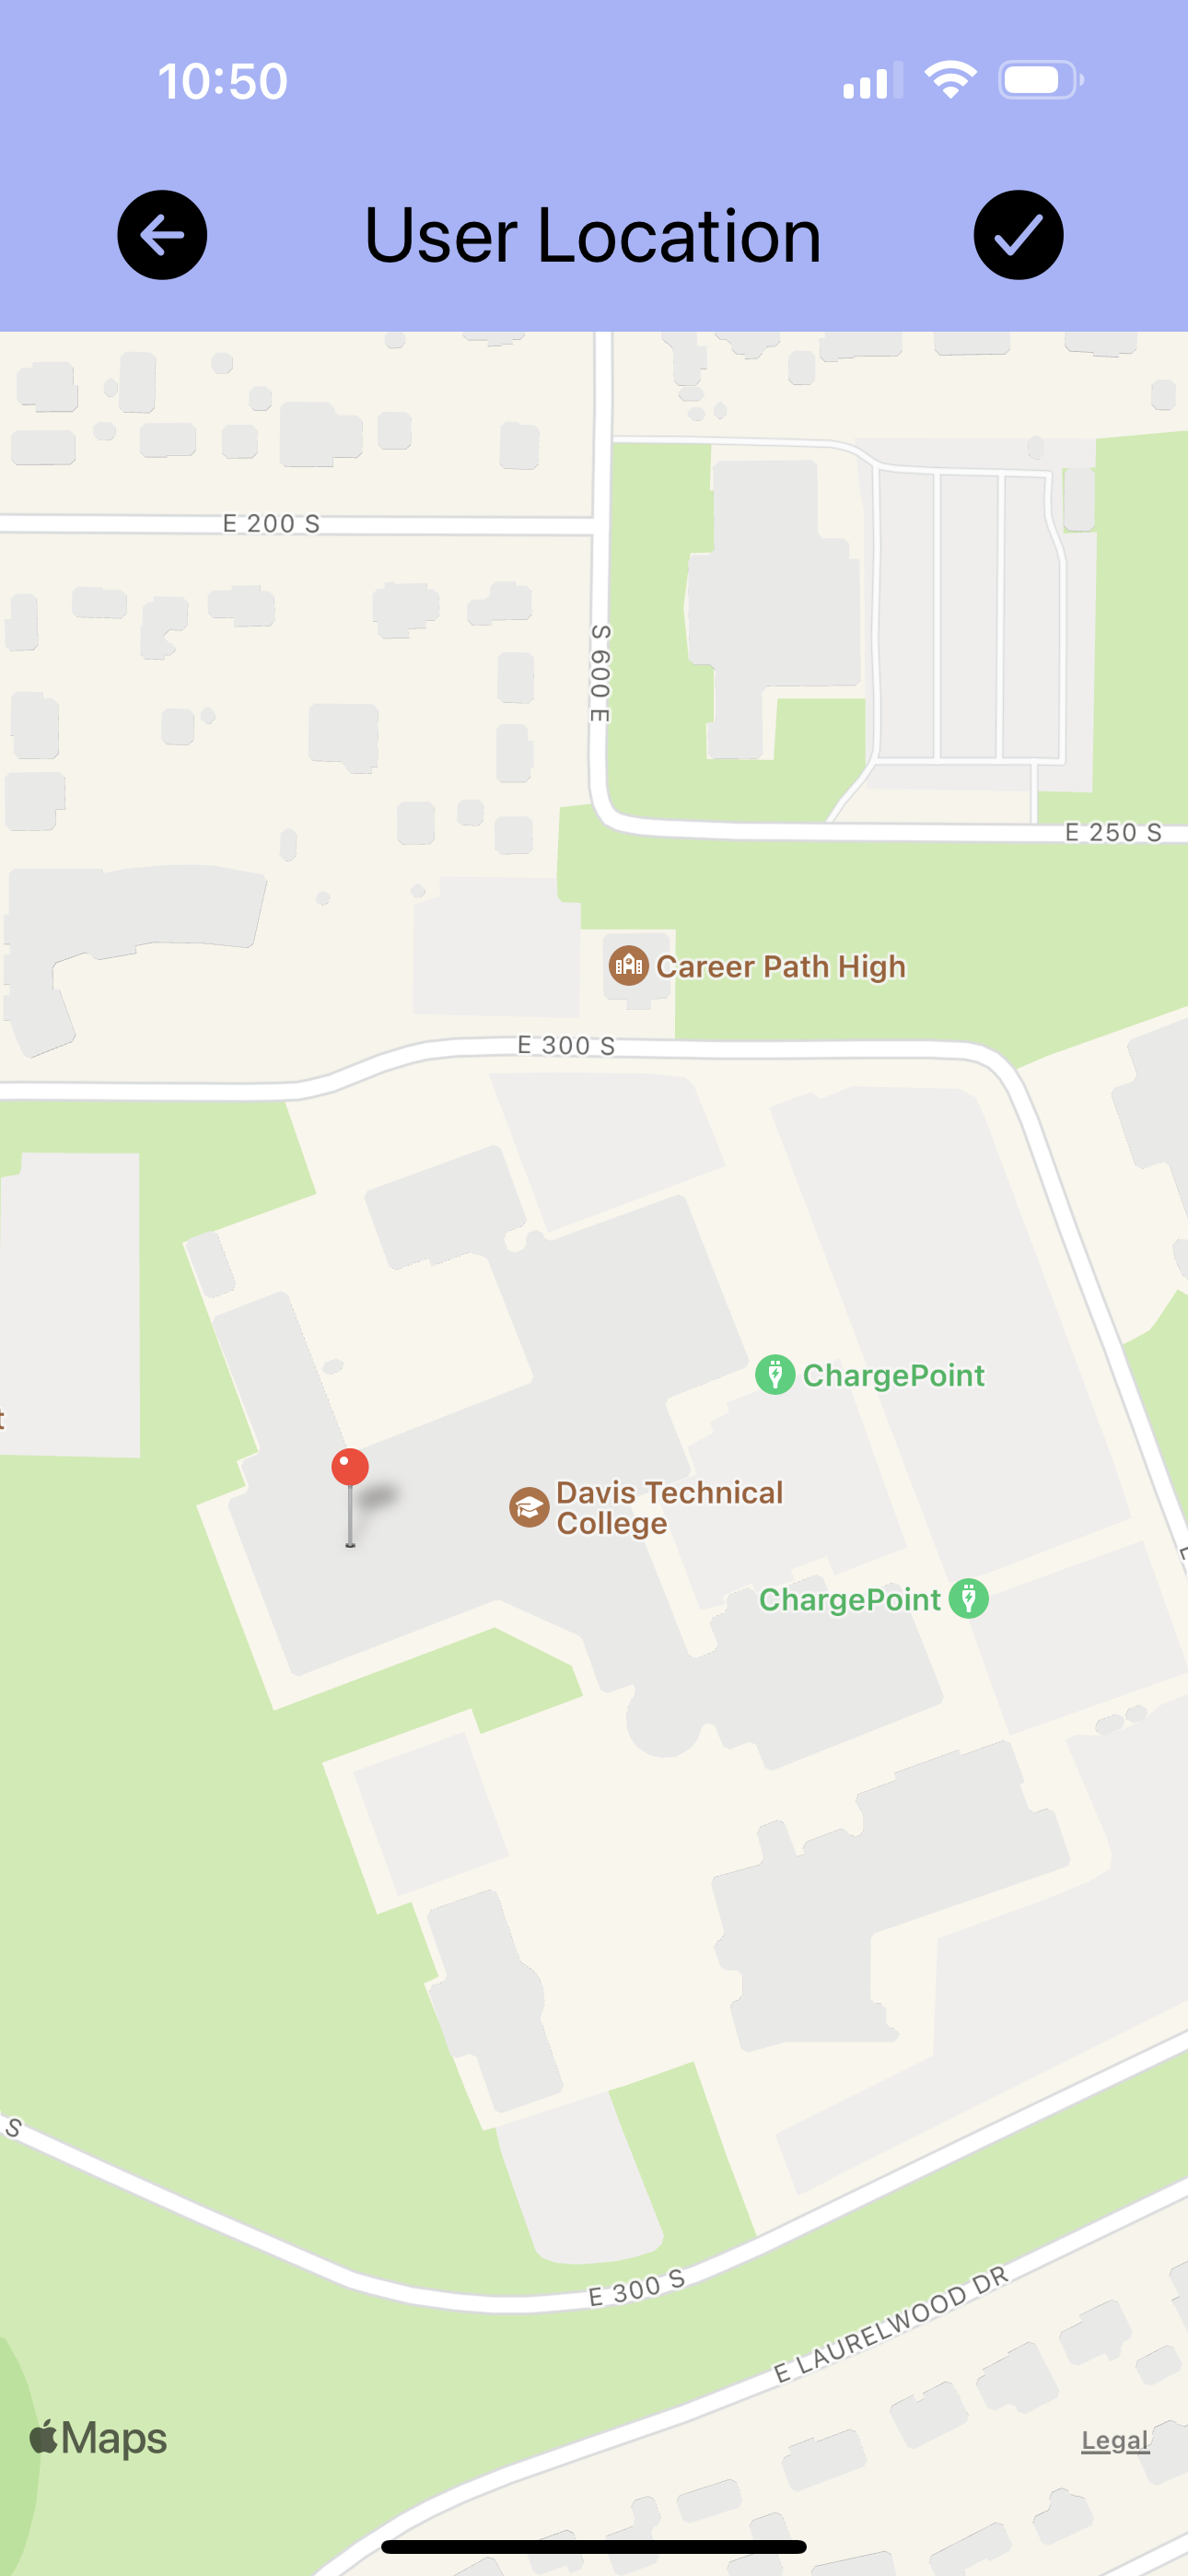 10:50
User Location
E 200 S
S 600 E
E 250 S
Career Path High
E 300 S
ChargePoint
Davis Technical
College
ChargePoint
S
E 300 S
E LAURELWOOD DR
Maps
Legal